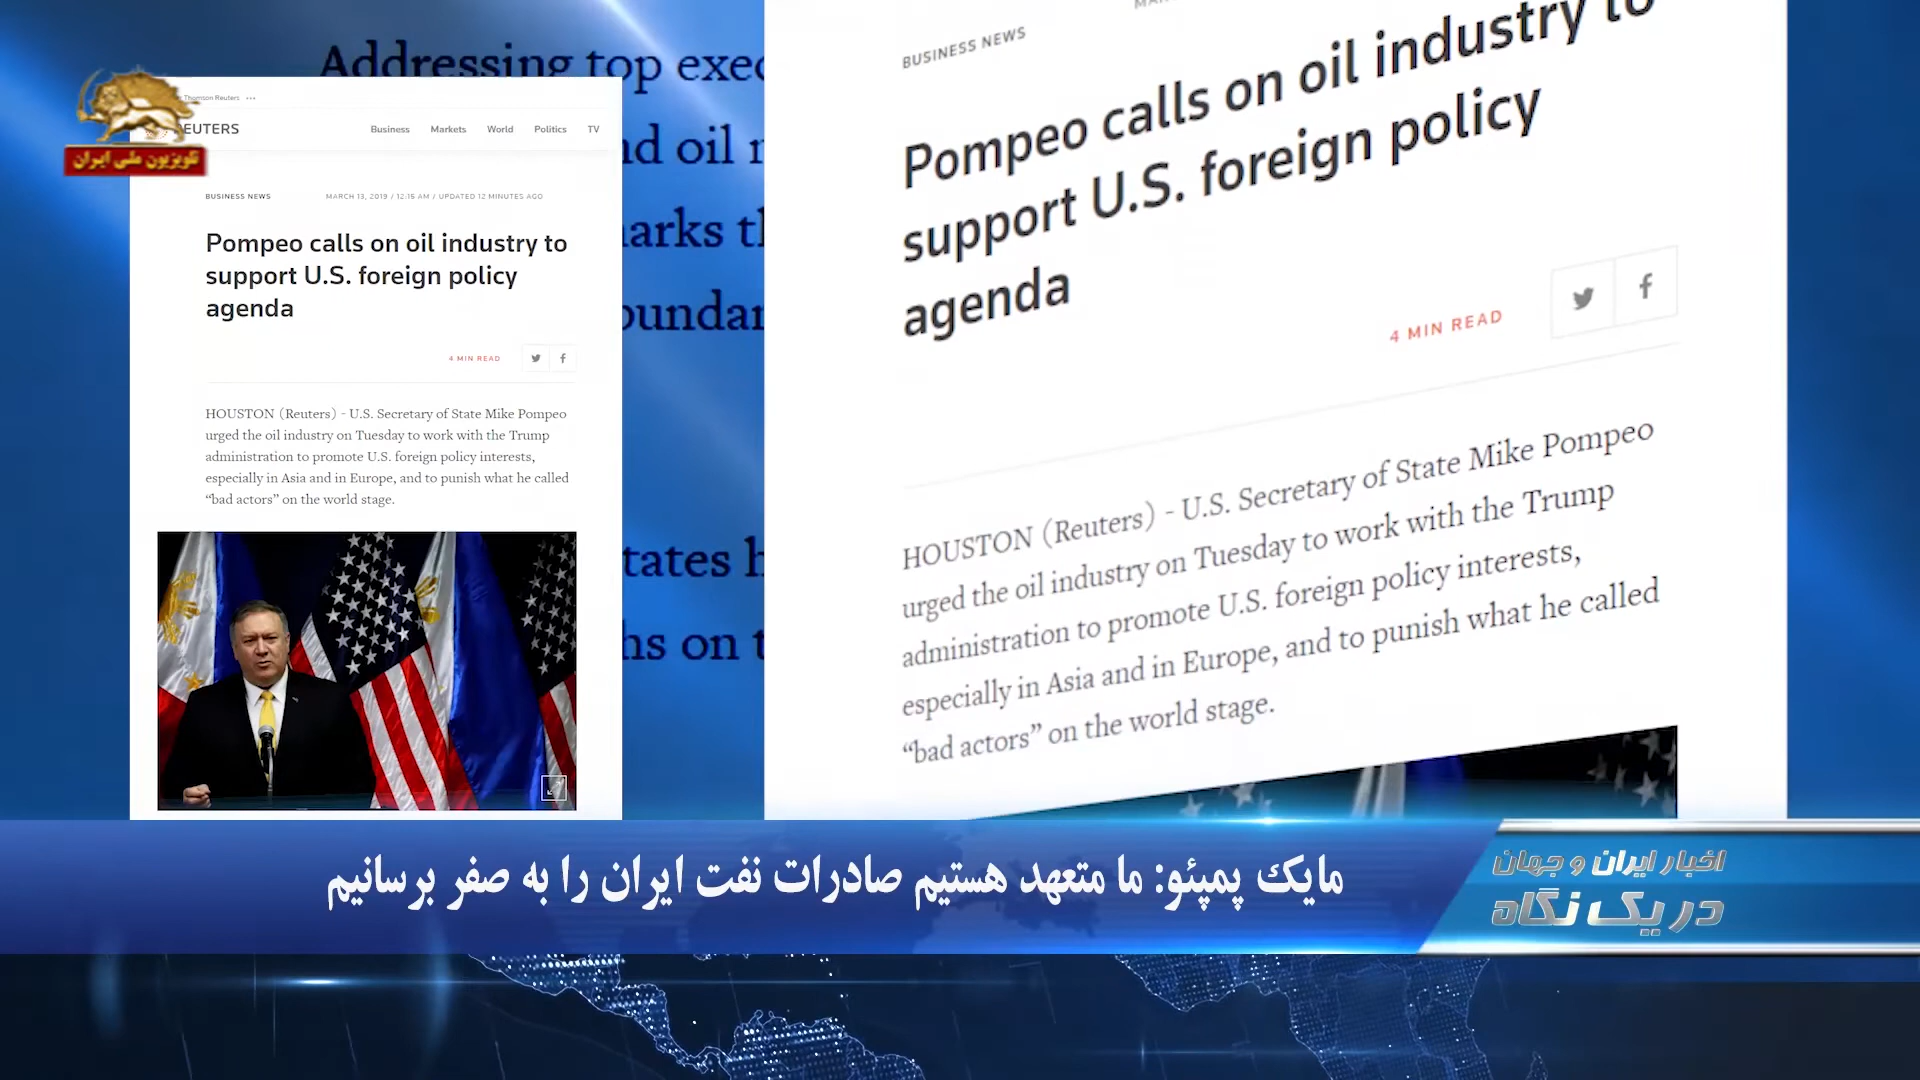 Addressing top exec
nd oil r
arks tl
oundar
tates h
hs on t
تلویزیون ملی ایران
Thomson Reuters
EUTERS
Business Markets World Politics TV
BUSINESS NEWS MARCH 13, 2019 / 12:15 AM / UPDATED 12 MINUTES AGO
Pompeo calls on oil industry to
support U.S. foreign policy
agenda
4 MIN READ
HOUSTON (Reuters) - U.S. Secretary of State Mike Pompeo
urged the oil industry on Tuesday to work with the Trump
administration to promote U.S. foreign policy interests,
especially in Asia and in Europe, and to punish what he called
“bad actors” on the world stage.
BUSINESS NEWS
Pompeo calls on oil industry to
support U.S. foreign policy
agenda
4 MIN READ
HOUSTON (Reuters) - U.S. Secretary of State Mike Pompeo
urged the oil industry on Tuesday to work with the Trump
administration to promote U.S. foreign policy interests,
especially in Asia and in Europe, and to punish what he called
“bad actors” on the world stage.
مایک پمپئو: ما متعهد هستیم صادرات نفت ایران را به صفر برسانیم
اخبار ایران و جهان
در یک نگاه